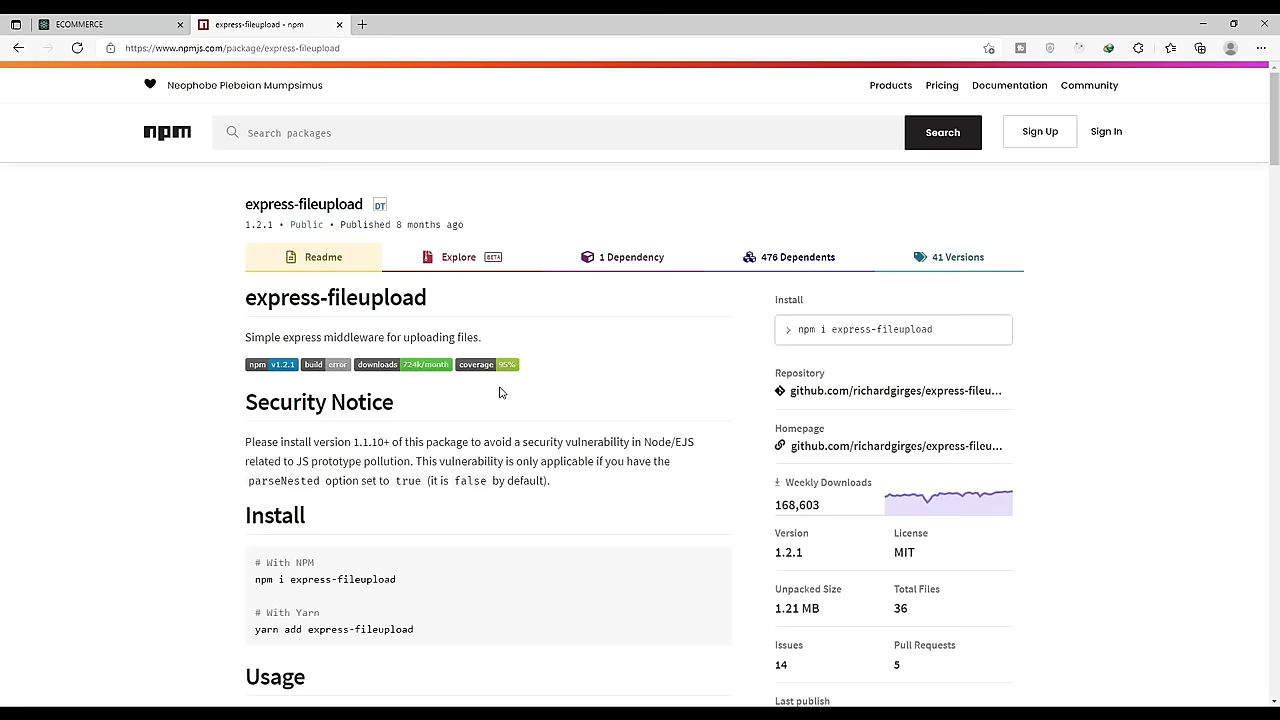 ECOMMERCE
express-fileupload - npm
https://www.npmjs.com/package/express-fileupload
Neophobe Plebeian Mumpsimus
Products Pricing Documentation Community
npm
Search packages
Search
Sign Up
Sign In
express-fileupload DT
1.2.1 • Public • Published 8 months ago
Readme
Explore BETA
1 Dependency
476 Dependents
41 Versions
express-fileupload
Simple express middleware for uploading files.
npm v1.2.1 build error downloads 724k/month coverage 95%
Security Notice
Please install version 1.1.10+ of this package to avoid a security vulnerability in Node/EJS
related to JS prototype pollution. This vulnerability is only applicable if you have the
parseNested option set to true (it is false by default).
Install
# With NPM
npm i express-fileupload
# With Yarn
yarn add express-fileupload
Usage
Install
> npm i express-fileupload
Repository
github.com/richardgirges/express-fileu...
Homepage
github.com/richardgirges/express-fileu...
Weekly Downloads
168,603
Version License
1.2.1 MIT
Unpacked Size Total Files
1.21 MB 36
Issues Pull Requests
14 5
Last publish